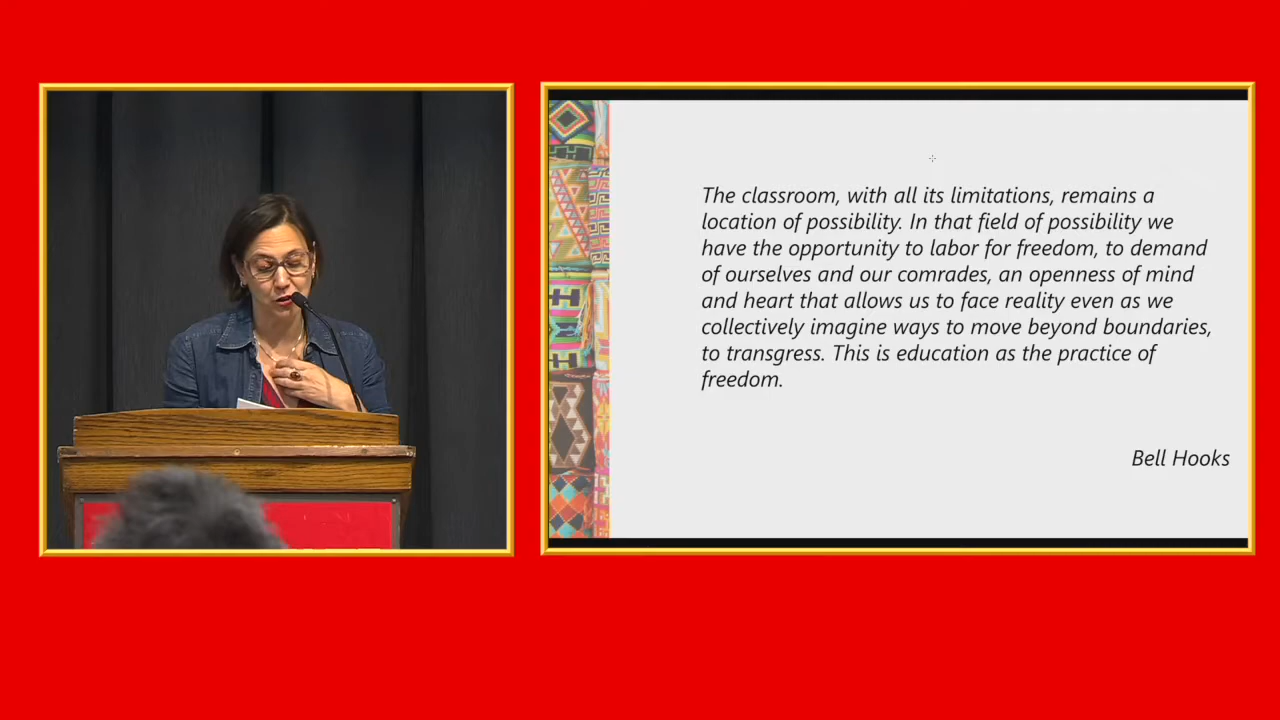 The classroom, with all its limitations, remains a
location of possibility. In that field of possibility we
have the opportunity to labor for freedom, to demand
of ourselves and our comrades, an openness of mind
and heart that allows us to face reality even as we
collectively imagine ways to move beyond boundaries,
to transgress. This is education as the practice of
freedom.
Bell Hooks